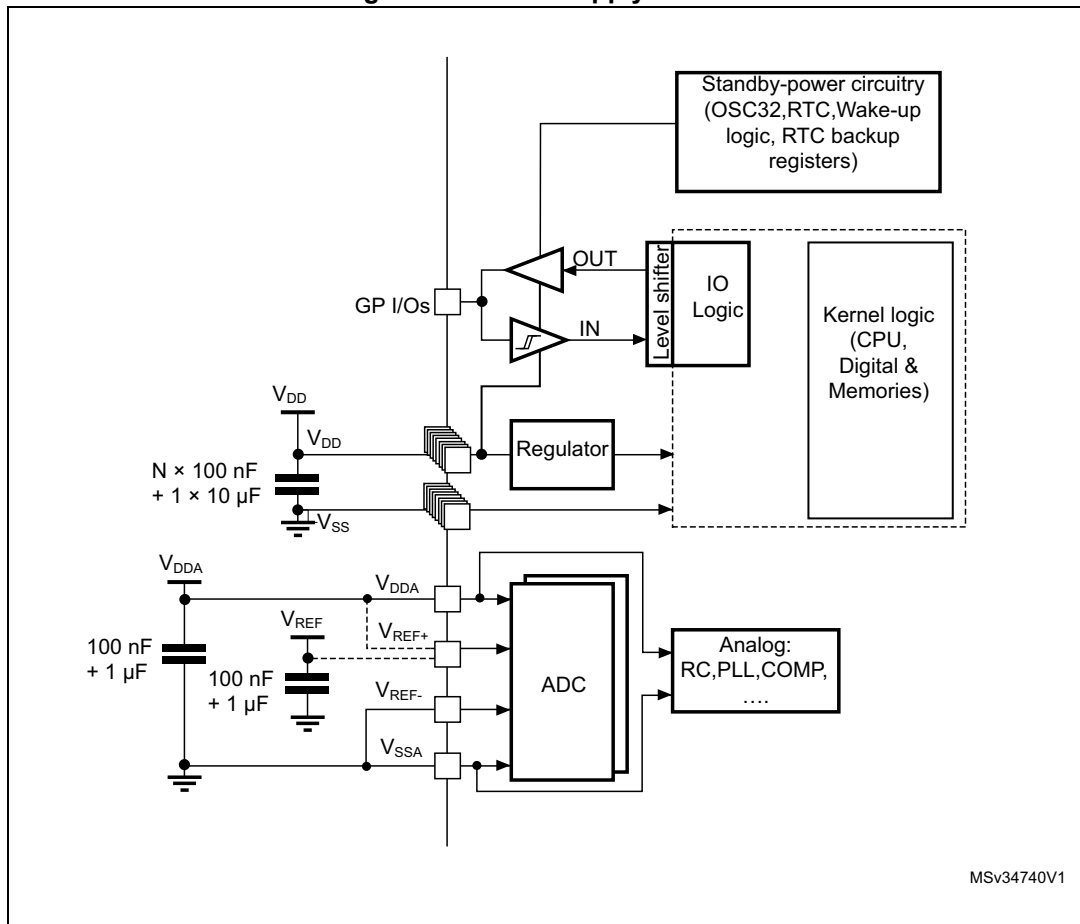 Standby-power circuitry
(OSC32,RTC,Wake-up
logic, RTC backup
registers)
OUT
Level shifter
IO
Logic
GP I/Os
IN
Kernel logic
(CPU,
Digital &
Memories)
VDD
VDD
Regulator
N × 100 nF
+ 1 × 10 µF
VSS
VDDA
VDDA
VREF
VREF+
100 nF
+ 1 µF
100 nF
+ 1 µF
ADC
Analog:
RC,PLL,COMP,
....
VREF-
VSSA
MSv34740V1